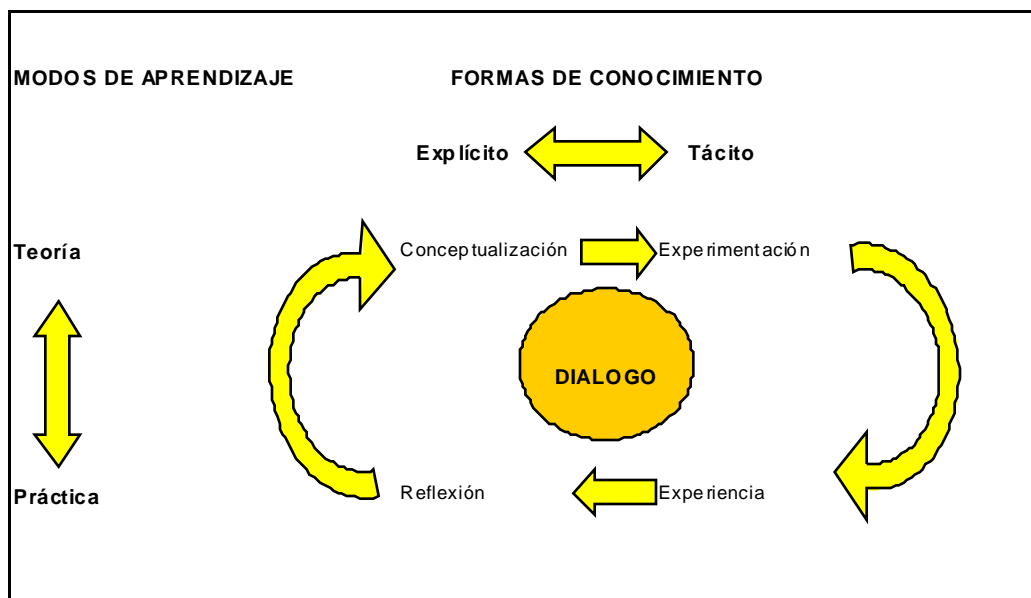 MODOS DE APRENDIZAJE FORMAS DE CONOCIMIENTO
Explícito Tácito
Teoría Conceptualización Experimentación
DIALOGO
Práctica Reflexión Experiencia